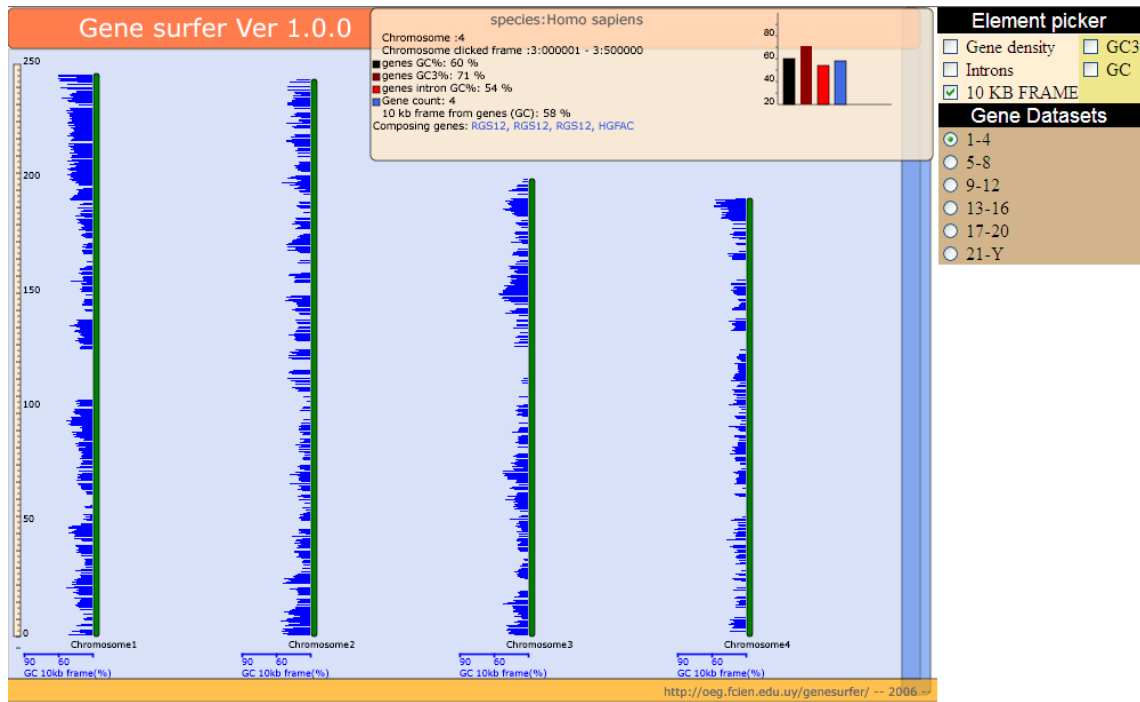 Gene surfer Ver 1.0.0
species:Homo sapiens
Chromosome :4
Chromosome clicked frame :3:000001 - 3:500000
genes GC%: 60 %
genes GC3%: 71 %
genes intron GC%: 54 %
Gene count: 4
10 kb frame from genes (GC): 58 %
Composing genes: RGS12, RGS12, RGS12, HGFAC
80
60
40
20
Element picker
Gene density
GC3
Introns
GC
10 KB FRAME
Gene Datasets
1-4
5-8
9-12
13-16
17-20
21-Y
250
200
150
100
50
0
Chromosome1
Chromosome2
Chromosome3
Chromosome4
90 60
90 60
90 60
90 60
GC 10kb frame(%)
GC 10kb frame(%)
GC 10kb frame(%)
GC 10kb frame(%)
http://oeg.fcien.edu.uy/genesurfer/ -- 2006 --